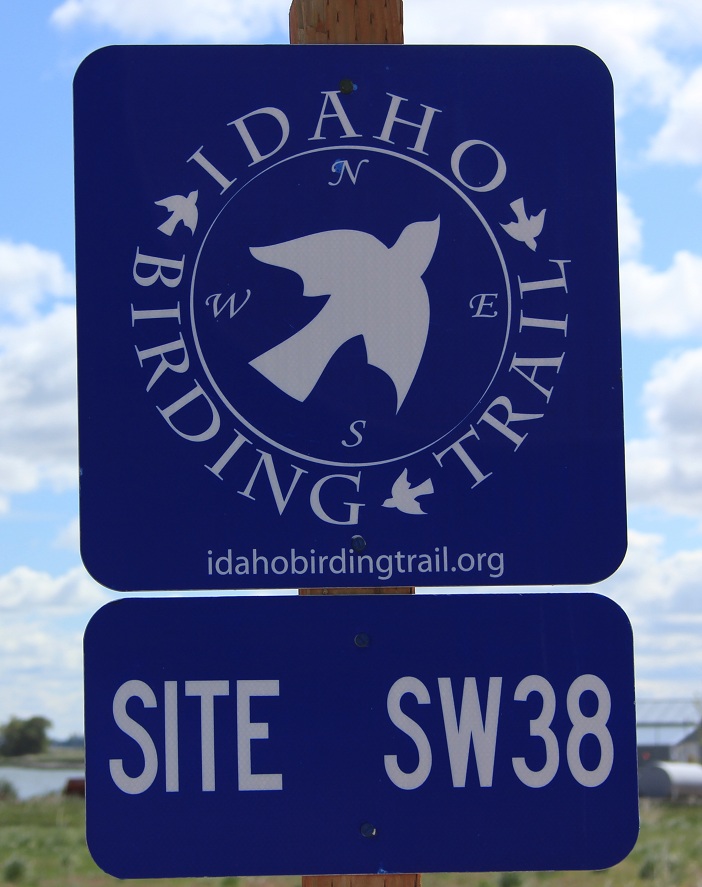 IDAHO
BIRDING
TRAIL
N
W
E
S
idahobirdingtrail.org
SITE SW38